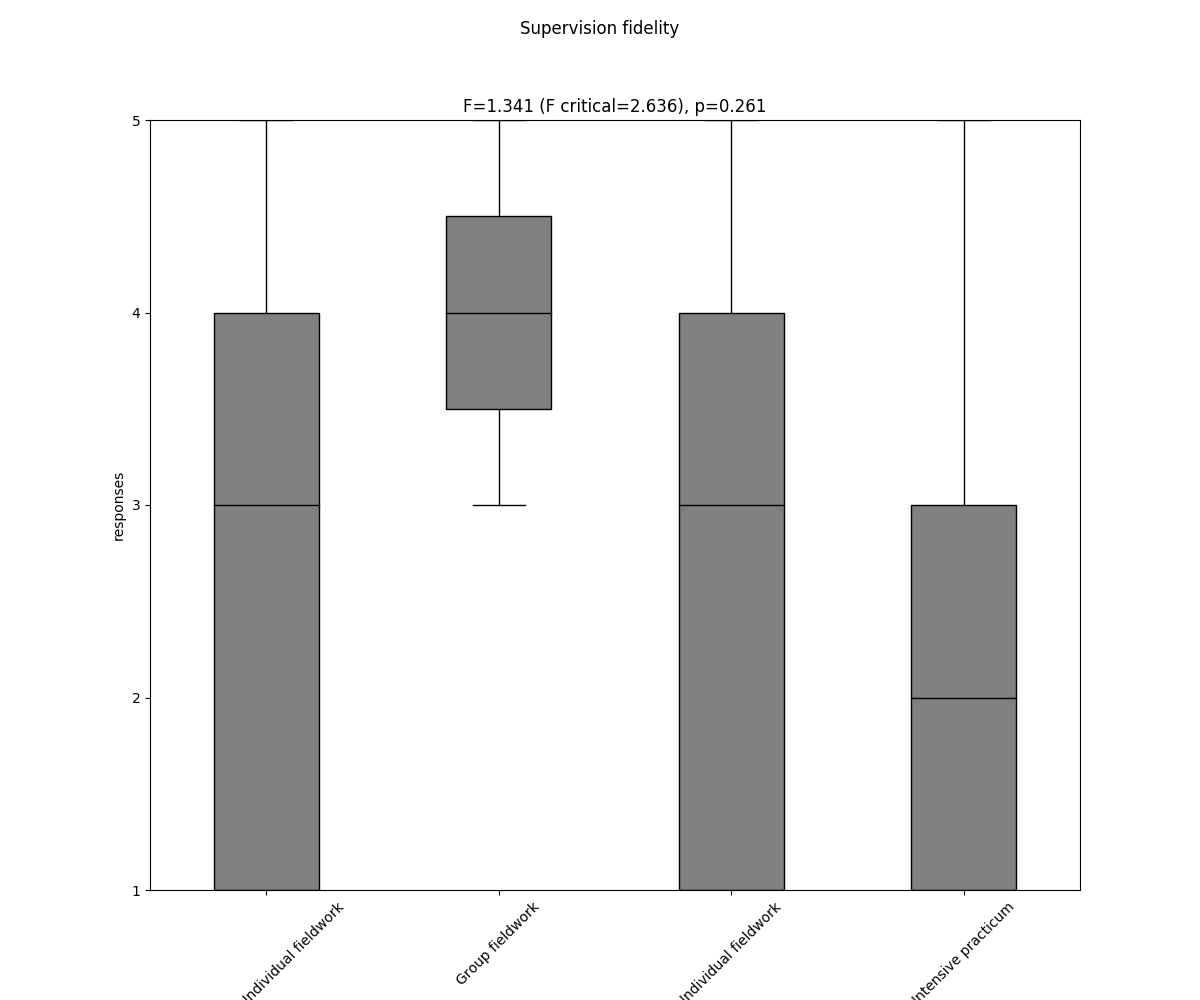 Supervision fidelity
F=1.341 (F critical=2.636), p=0.261
5
4
3
2
1
responses
Individual fieldwork
Group fieldwork
Individual fieldwork
Intensive practicum